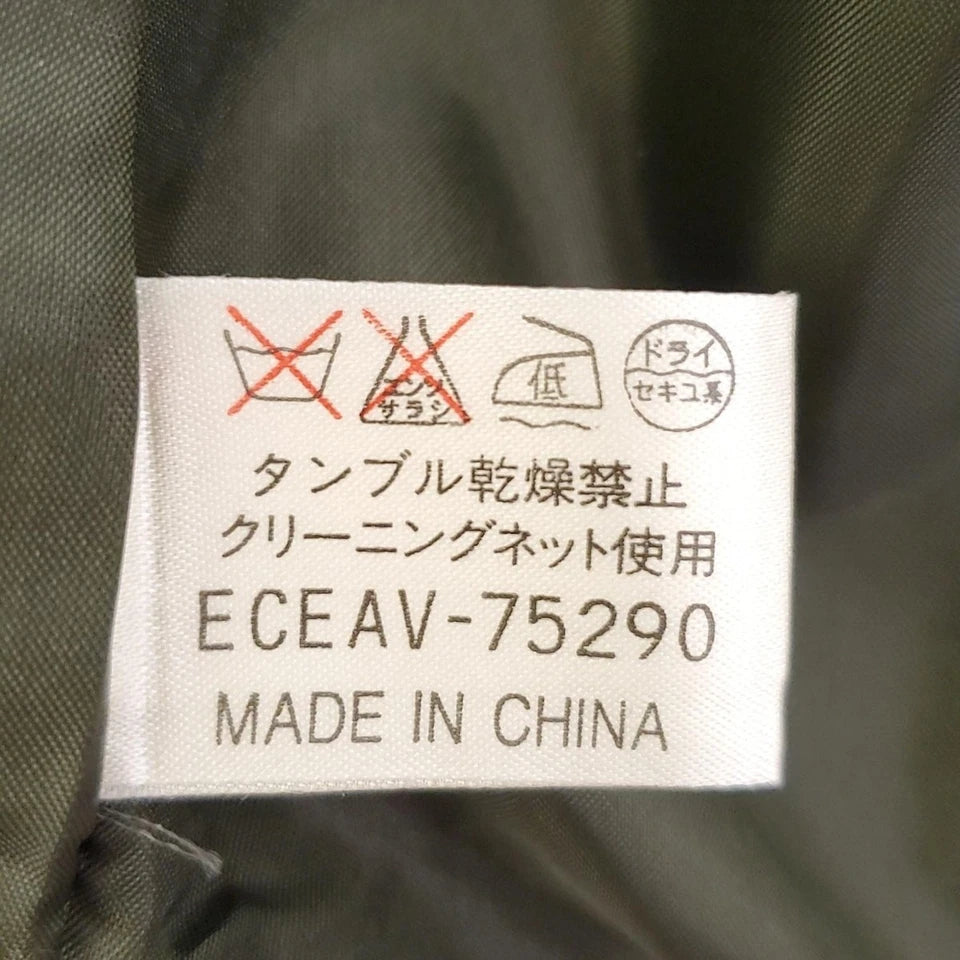 エンソ
サラシ
低
ドライ
セキユ系
タンブル乾燥禁止
クリーニングネット使用
ECEAV-75290
MADE IN CHINA